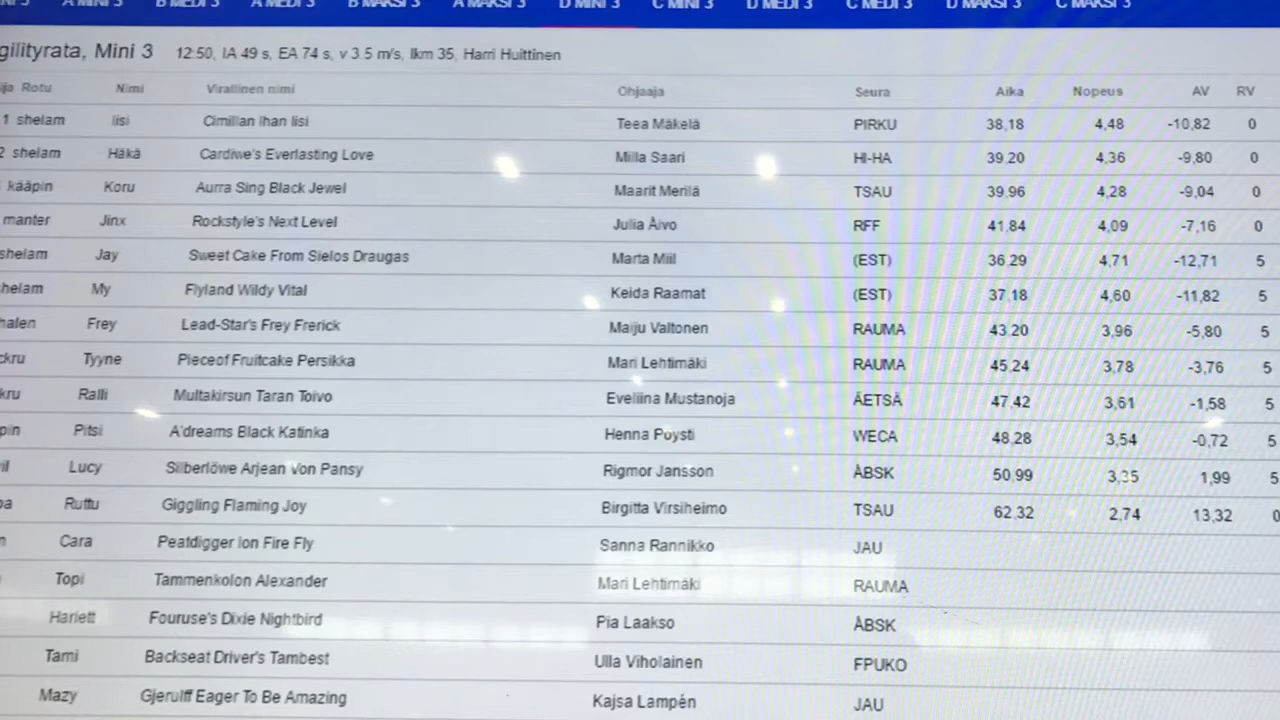 A MINI 3 B MEDI 3 A MEDI 3 B MAKSI 3 A MAKSI 3 D MINI 3 C MINI 3 D MEDI 3 C MEDI 3 D MAKSI 3 C MAKSI 3
gilityrata, Mini 3 12:50, IA 49 s, EA 74 s, v 3.5 m/s, lkm 35, Harri Huittinen
ija Rotu Nimi Virallinen nimi Ohjaaja Seura Aika Nopeus AV RV
1 shelam Iisi Cimillan Ihan Iisi Teea Mäkelä PIRKU 38,18 4,48 -10,82 0
2 shelam Häkä Cardiwe's Everlasting Love Milla Saari HI-HA 39,20 4,36 -9,80 0
kääpin Koru Aurra Sing Black Jewel Maarit Merilä TSAU 39,96 4,28 -9,04 0
manter Jinx Rockstyle's Next Level Julia Äivo RFF 41,84 4,09 -7,16 0
shelam Jay Sweet Cake From Sielos Draugas Marta Miil (EST) 36,29 4,71 -12,71 5
helam My Flyland Wildy Vital Keida Raamat (EST) 37,18 4,60 -11,82 5
halen Frey Lead-Star's Frey Frerick Maiju Valtonen RAUMA 43,20 3,96 -5,80 5
ckru Tyyne Pieceof Fruitcake Persikka Mari Lehtimäki RAUMA 45,24 3,78 -3,76 5
kru Ralli Multakirsun Taran Toivo Eveliina Mustanoja ÄETSÄ 47,42 3,61 -1,58 5
pin Pitsi A'dreams Black Katinka Henna Pöysti WECA 48,28 3,54 -0,72 5
vil Lucy Silberlöwe Arjean Von Pansy Rigmor Jansson ÅBSK 50,99 3,35 1,99 5
pa Ruttu Giggling Flaming Joy Birgitta Virsiheimo TSAU 62,32 2,74 13,32 0
n Cara Peatdigger Ion Fire Fly Sanna Rannikko JAU
Topi Tammenkolon Alexander Mari Lehtimäki RAUMA
Harlett Fouruse's Dixie Nightbird Pia Laakso ÅBSK
Tami Backseat Driver's Tambest Ulla Viholainen FPUKO
Mazy Gjerulff Eager To Be Amazing Kajsa Lampén JAU